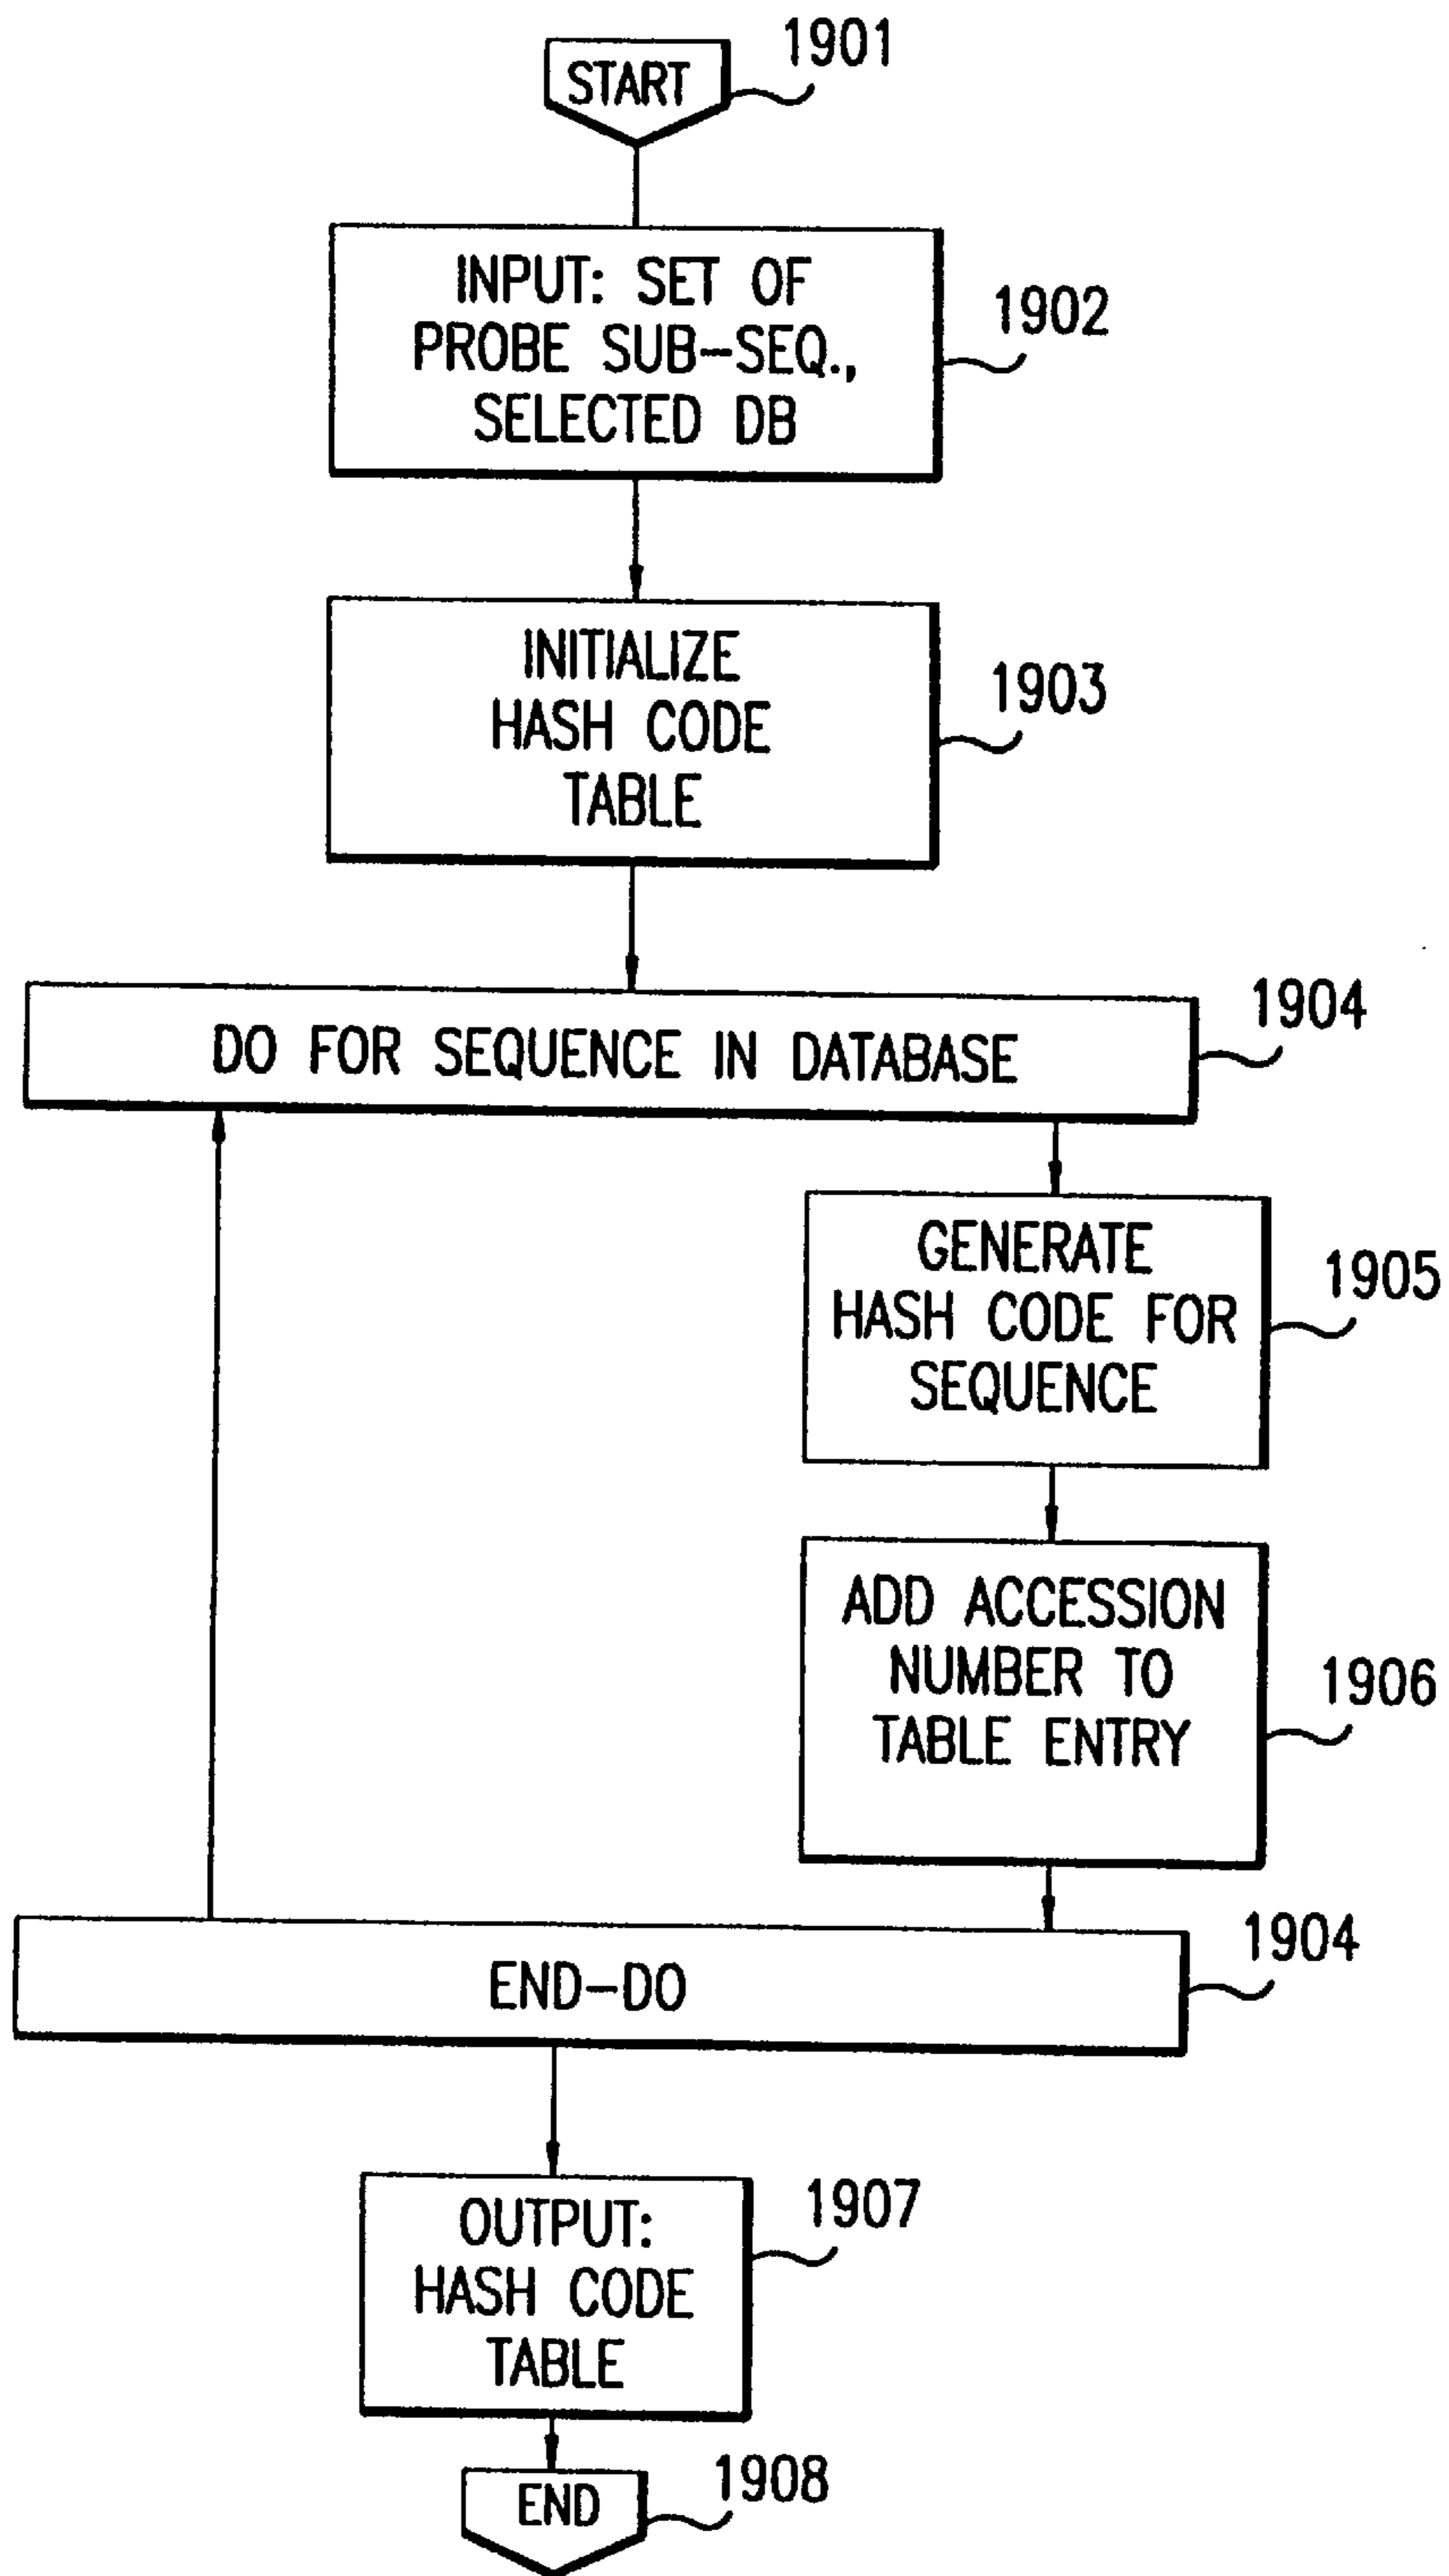 START
1901
INPUT: SET OF
PROBE SUB-SEQ.,
SELECTED DB
1902
INITIALIZE
HASH CODE
TABLE
1903
DO FOR SEQUENCE IN DATABASE
1904
GENERATE
HASH CODE FOR
SEQUENCE
1905
ADD ACCESSION
NUMBER TO
TABLE ENTRY
1906
END-DO
1904
OUTPUT:
HASH CODE
TABLE
1907
END
1908